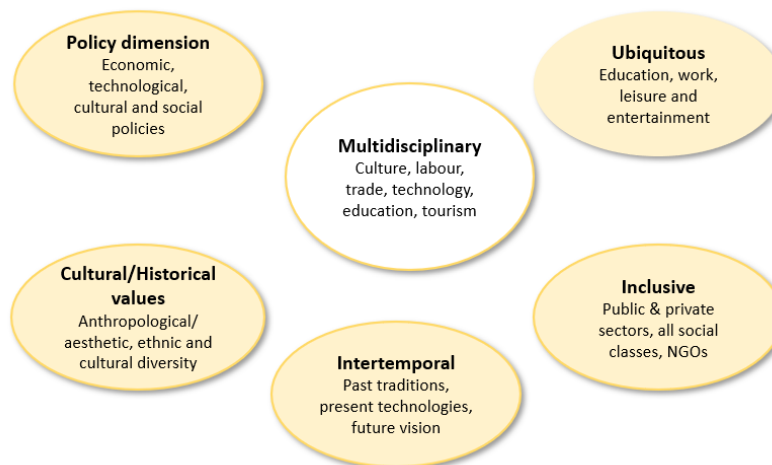 Policy dimension
Economic,
technological,
cultural and social
policies
Ubiquitous
Education, work,
leisure and
entertainment
Multidisciplinary
Culture, labour,
trade, technology,
education, tourism
Cultural/Historical
values
Anthropological/
aesthetic, ethnic and
cultural diversity
Inclusive
Public & private
sectors, all social
classes, NGOs
Intertemporal
Past traditions,
present technologies,
future vision